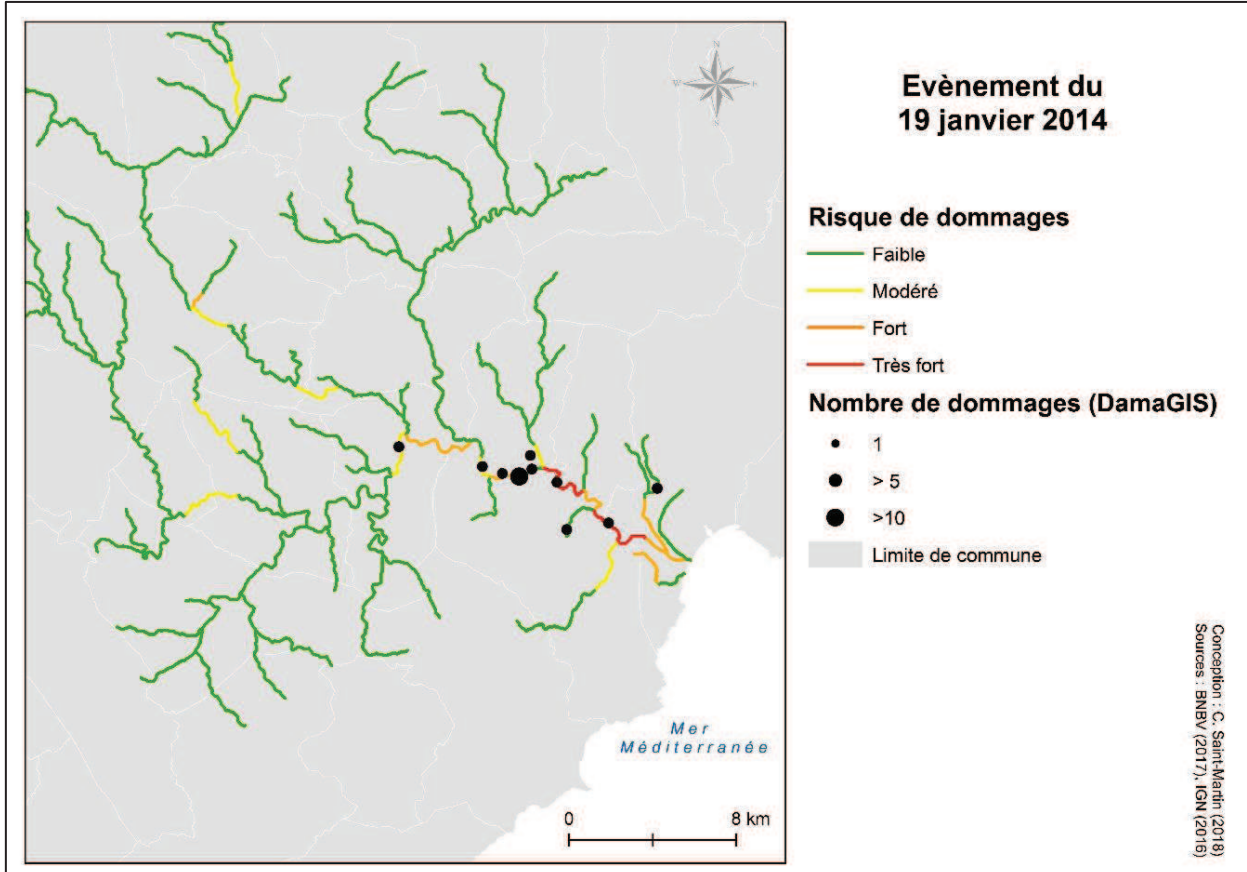 Evènement du
19 janvier 2014
N
W
E
S
Risque de dommages
Faible
Modéré
Fort
Très fort
Nombre de dommages (DamaGIS)
1
> 5
>10
Limite de commune
Mer
Méditerranée
0
8 km
Conception : C. Saint-Martin (2018)
Sources : BNBV (2017), IGN (2016)